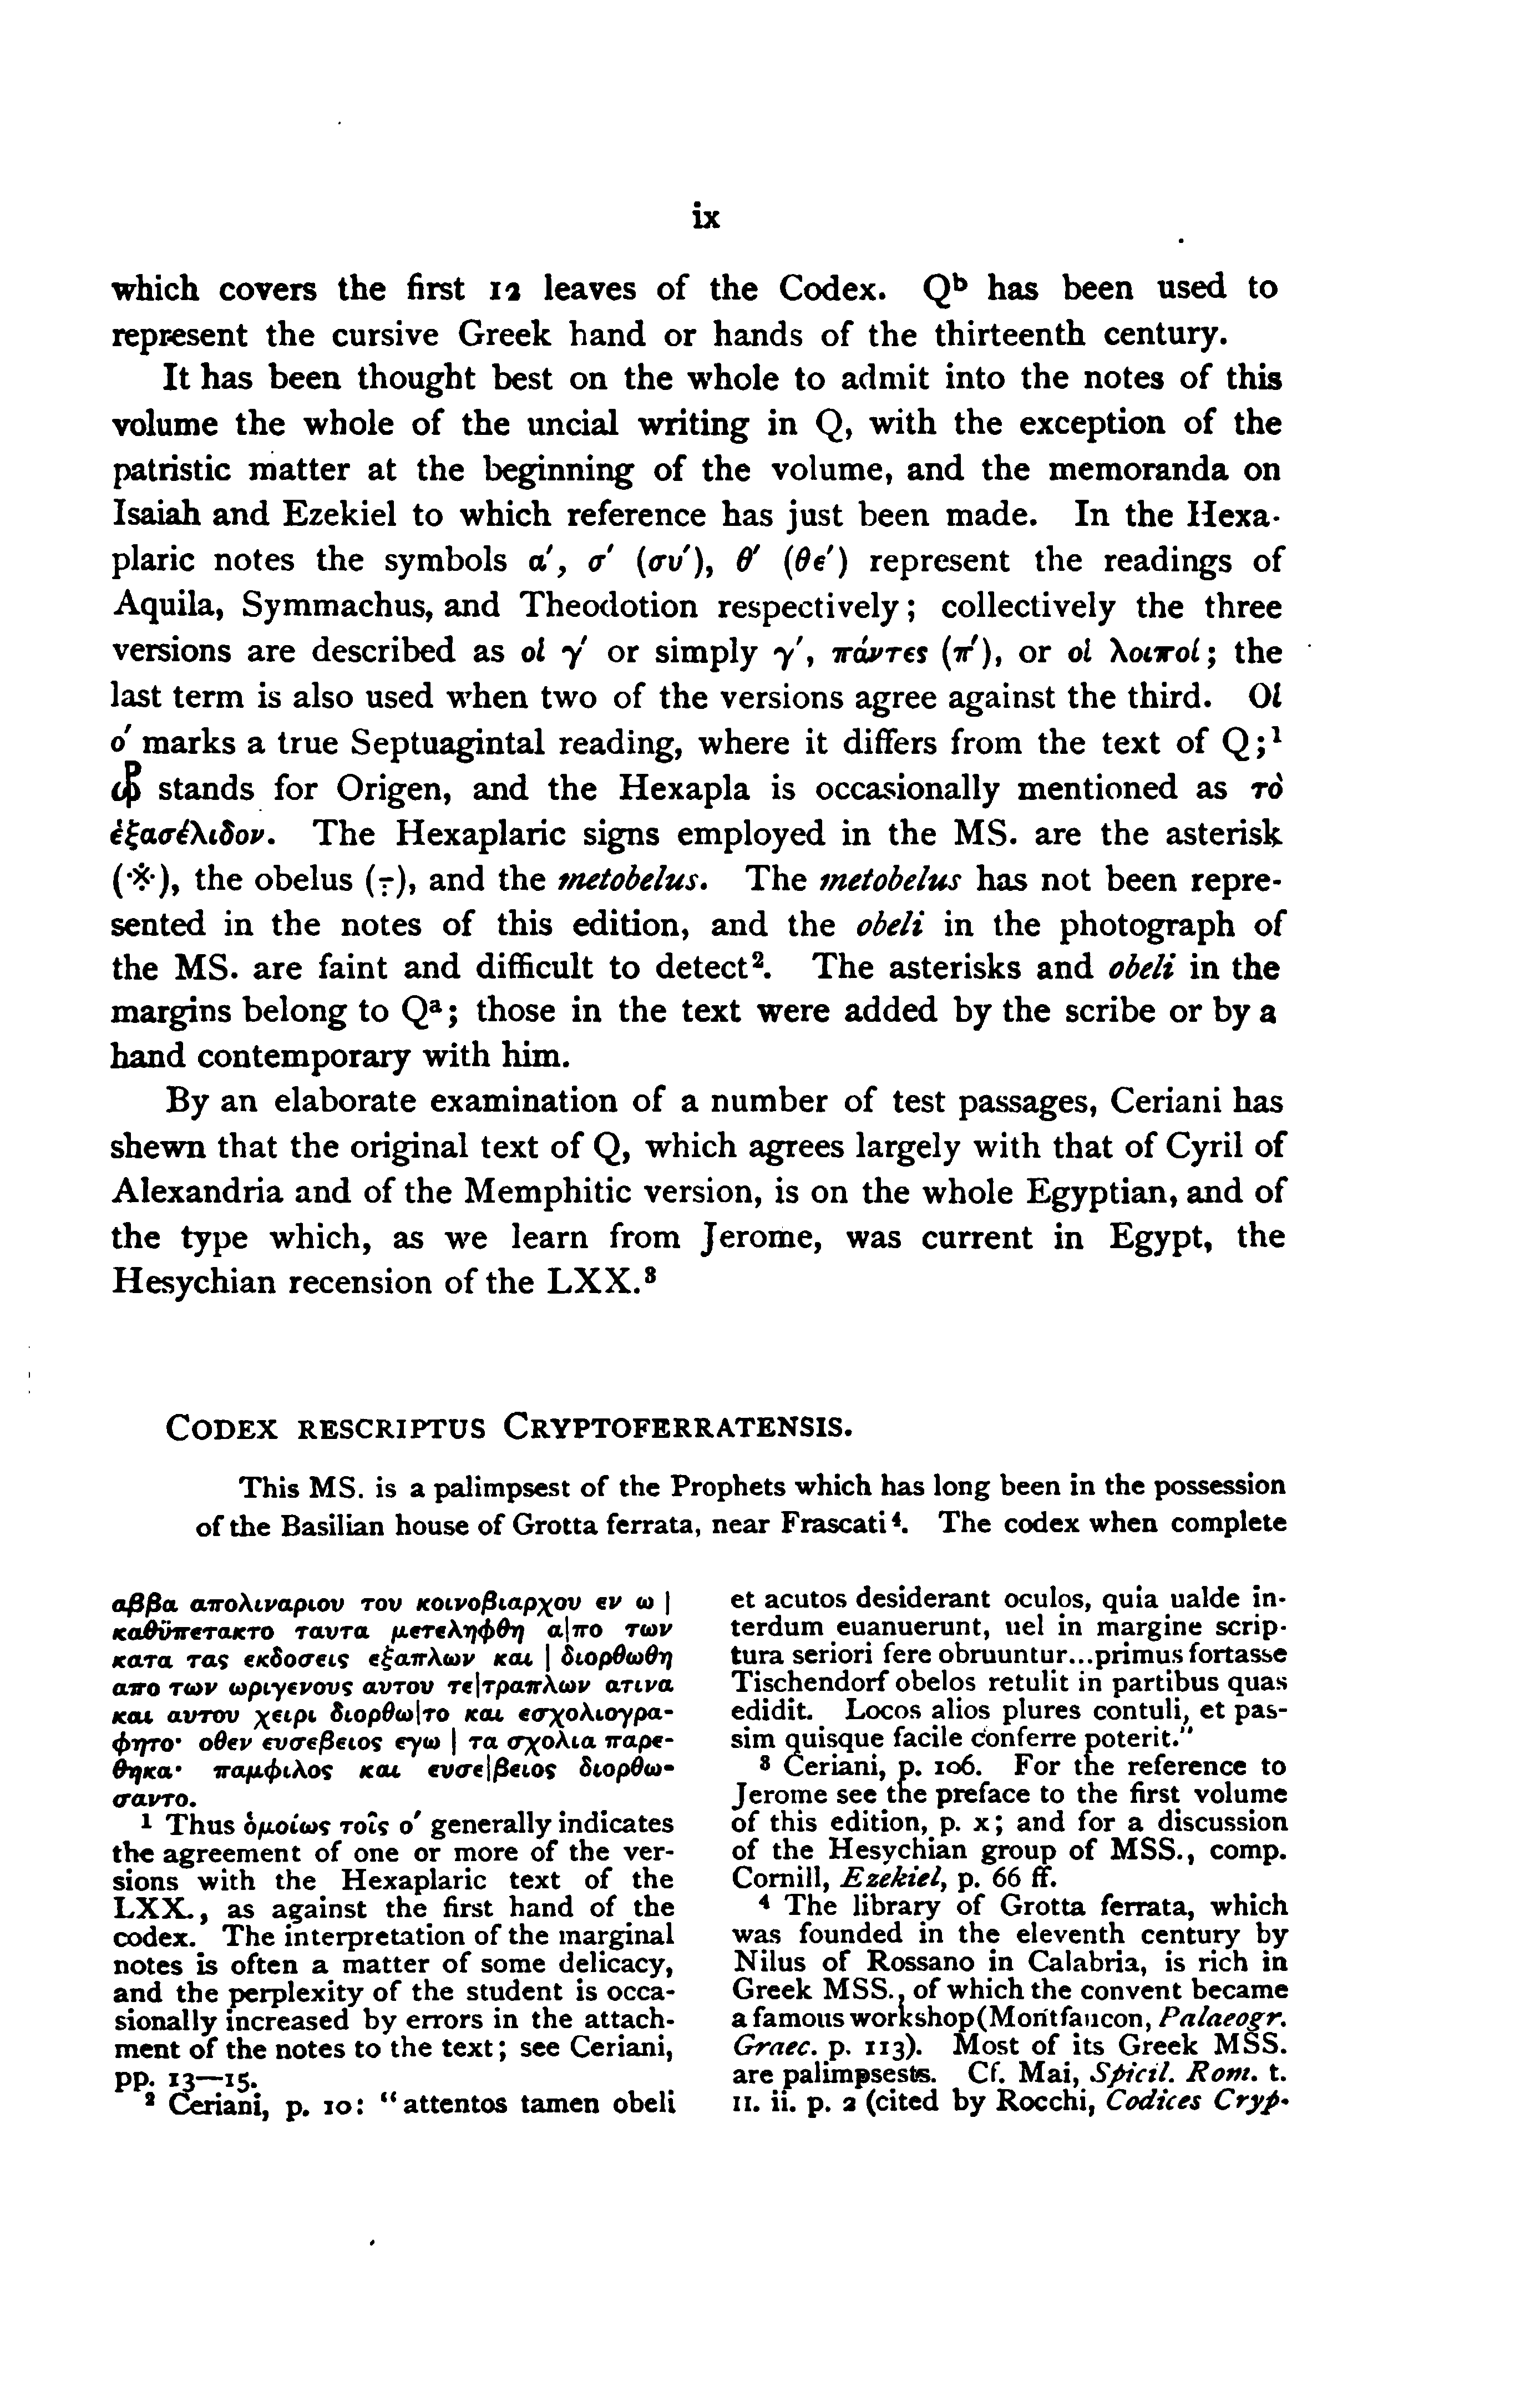 ix
which covers the first 12 leaves of the Codex. Qᵇ has been used to
represent the cursive Greek hand or hands of the thirteenth century.
It has been thought best on the whole to admit into the notes of this
volume the whole of the uncial writing in Q, with the exception of the
patristic matter at the beginning of the volume, and the memoranda on
Isaiah and Ezekiel to which reference has just been made. In the Hexa-
plaric notes the symbols α′, σ′ (συ′), θ′ (θε′) represent the readings of
Aquila, Symmachus, and Theodotion respectively; collectively the three
versions are described as οἱ γ′ or simply γ′, πάντες (π′), or οἱ λοιποί; the
last term is also used when two of the versions agree against the third. Οἱ
ο′ marks a true Septuagintal reading, where it differs from the text of Q;¹
stands for Origen, and the Hexapla is occasionally mentioned as τὸ
ἑξασέλιδον. The Hexaplaric signs employed in the MS. are the asterisk
(※), the obelus (÷), and the metobelus. The metobelus has not been repre-
sented in the notes of this edition, and the obeli in the photograph of
the MS. are faint and difficult to detect². The asterisks and obeli in the
margins belong to Qᵃ; those in the text were added by the scribe or by a
hand contemporary with him.
By an elaborate examination of a number of test passages, Ceriani has
shewn that the original text of Q, which agrees largely with that of Cyril of
Alexandria and of the Memphitic version, is on the whole Egyptian, and of
the type which, as we learn from Jerome, was current in Egypt, the
Hesychian recension of the LXX.³
CODEX RESCRIPTUS CRYPTOFERRATENSIS.
This MS. is a palimpsest of the Prophets which has long been in the possession
of the Basilian house of Grotta ferrata, near Frascati⁴. The codex when complete
αββα απολιναριου του κοινοβιαρχου εν ω |
καθϋπετακτο ταυτα μετεληφθη α|πο των
κατα τας εκδοσεις εξαπλων και | διορθωθη
απο των ωριγενους αυτου τε|τραπλων ατινα
και αυτου χειρι διορθω|το και εσχολιογρα-
φητο· οθεν ευσεβειος εγω | τα σχολια παρε-
θηκα· παμφιλος και ευσε|βειος διορθω-
σαντο.
¹ Thus ὁμοίως τοῖς ο′ generally indicates
the agreement of one or more of the ver-
sions with the Hexaplaric text of the
LXX., as against the first hand of the
codex. The interpretation of the marginal
notes is often a matter of some delicacy,
and the perplexity of the student is occa-
sionally increased by errors in the attach-
ment of the notes to the text; see Ceriani,
pp. 13—15.
² Ceriani, p. 10: "attentos tamen obeli
et acutos desiderant oculos, quia ualde in-
terdum euanuerunt, uel in margine scrip-
tura seriori fere obruuntur...primus fortasse
Tischendorf obelos retulit in partibus quas
edidit. Locos alios plures contuli, et pas-
sim quisque facile conferre poterit."
³ Ceriani, p. 106. For the reference to
Jerome see the preface to the first volume
of this edition, p. x; and for a discussion
of the Hesychian group of MSS., comp.
Cornill, Ezekiel, p. 66 ff.
⁴ The library of Grotta ferrata, which
was founded in the eleventh century by
Nilus of Rossano in Calabria, is rich in
Greek MSS., of which the convent became
a famous workshop (Montfaucon, Palaeogr.
Graec. p. 113). Most of its Greek MSS.
are palimpsests. Cf. Mai, Spicil. Rom. t.
II. ii. p. 2 (cited by Rocchi, Codices Cryp-